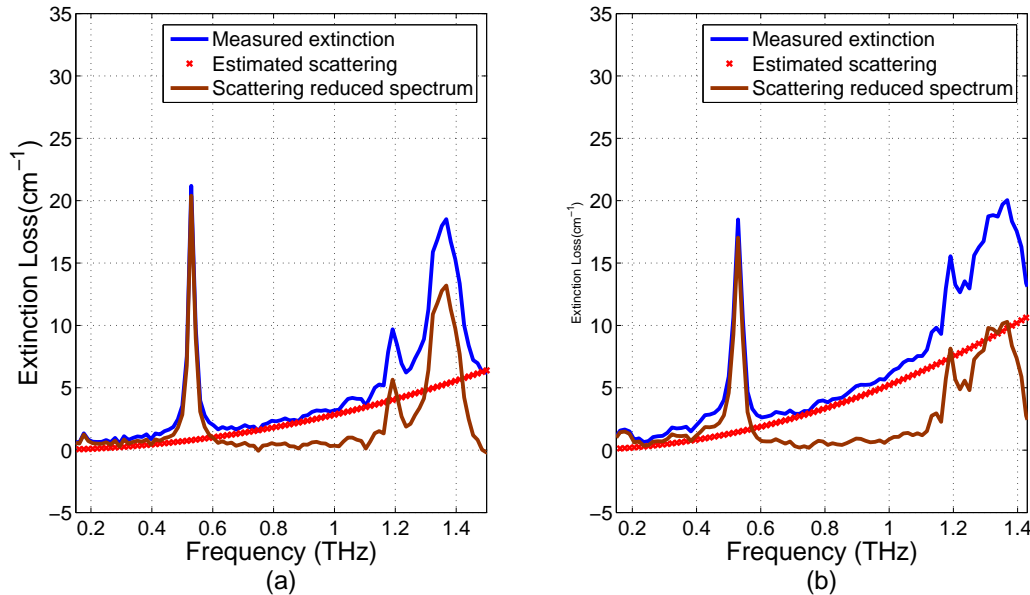 35
30
25
20
15
10
5
0
−5
Extinction Loss(cm⁻¹)
Measured extinction
Estimated scattering
Scattering reduced spectrum
0.2 0.4 0.6 0.8 1 1.2 1.4
Frequency (THz)
(a)
35
30
25
20
15
10
5
0
−5
Extinction Loss(cm⁻¹)
Measured extinction
Estimated scattering
Scattering reduced spectrum
0.2 0.4 0.6 0.8 1 1.2 1.4
Frequency (THz)
(b)